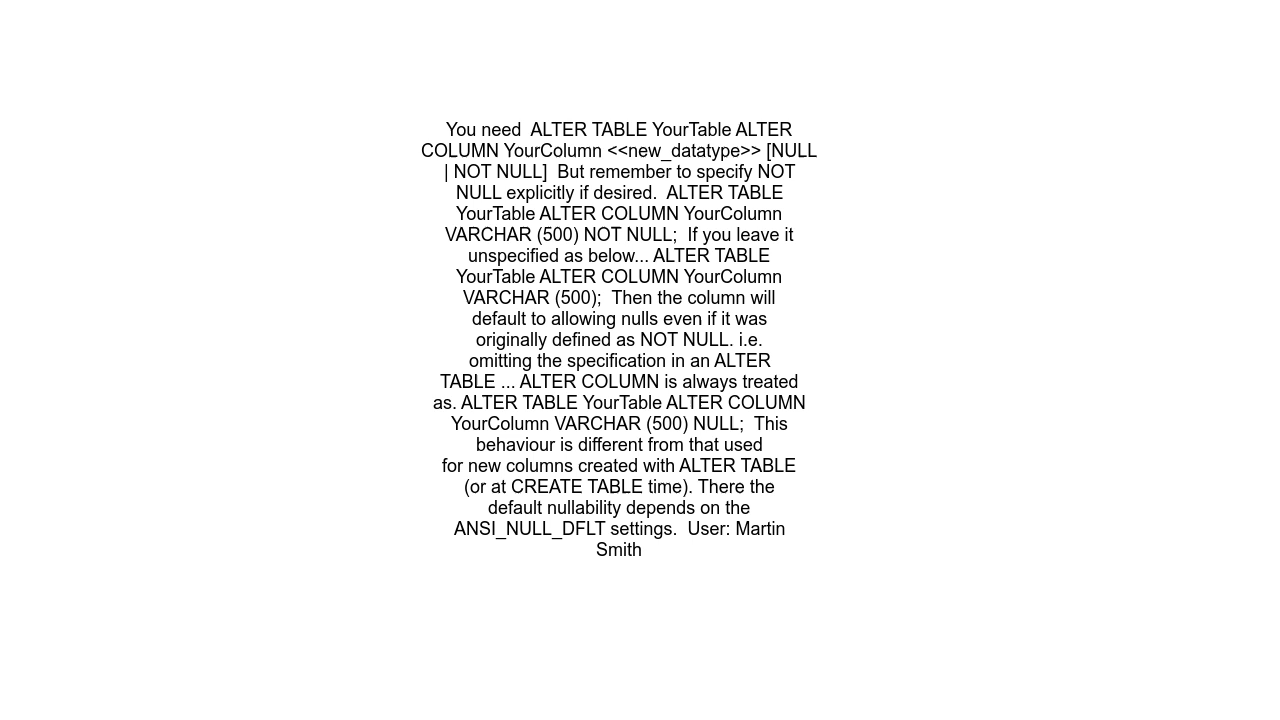 You need  ALTER TABLE YourTable ALTER
COLUMN YourColumn <<new_datatype>> [NULL
| NOT NULL]  But remember to specify NOT
NULL explicitly if desired.  ALTER TABLE
YourTable ALTER COLUMN YourColumn
VARCHAR (500) NOT NULL;  If you leave it
unspecified as below... ALTER TABLE
YourTable ALTER COLUMN YourColumn
VARCHAR (500);  Then the column will
default to allowing nulls even if it was
originally defined as NOT NULL. i.e.
omitting the specification in an ALTER
TABLE ... ALTER COLUMN is always treated
as. ALTER TABLE YourTable ALTER COLUMN
YourColumn VARCHAR (500) NULL;  This
behaviour is different from that used
for new columns created with ALTER TABLE
(or at CREATE TABLE time). There the
default nullability depends on the
ANSI_NULL_DFLT settings.  User: Martin
Smith